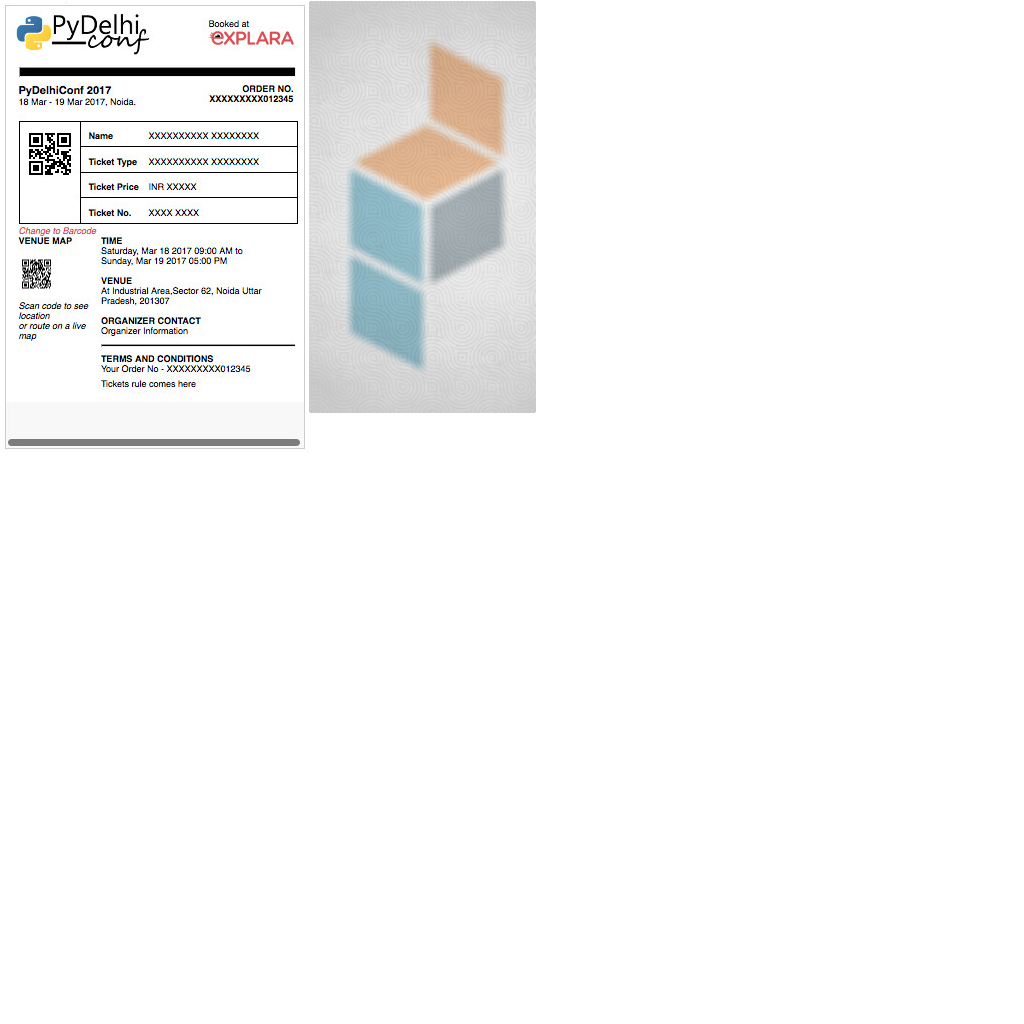 PyDelhi
conf
Booked at
eXPLARA
PyDelhiConf 2017
18 Mar - 19 Mar 2017, Noida.
ORDER NO.
XXXXXXXXX012345
Name XXXXXXXXXX XXXXXXXX
Ticket Type XXXXXXXXXX XXXXXXXX
Ticket Price INR XXXXX
Ticket No. XXXX XXXX
Change to Barcode
VENUE MAP
Scan code to see
location
or route on a live
map
TIME
Saturday, Mar 18 2017 09:00 AM to
Sunday, Mar 19 2017 05:00 PM
VENUE
At Industrial Area,Sector 62, Noida Uttar
Pradesh, 201307
ORGANIZER CONTACT
Organizer Information
TERMS AND CONDITIONS
Your Order No - XXXXXXXXX012345
Tickets rule comes here